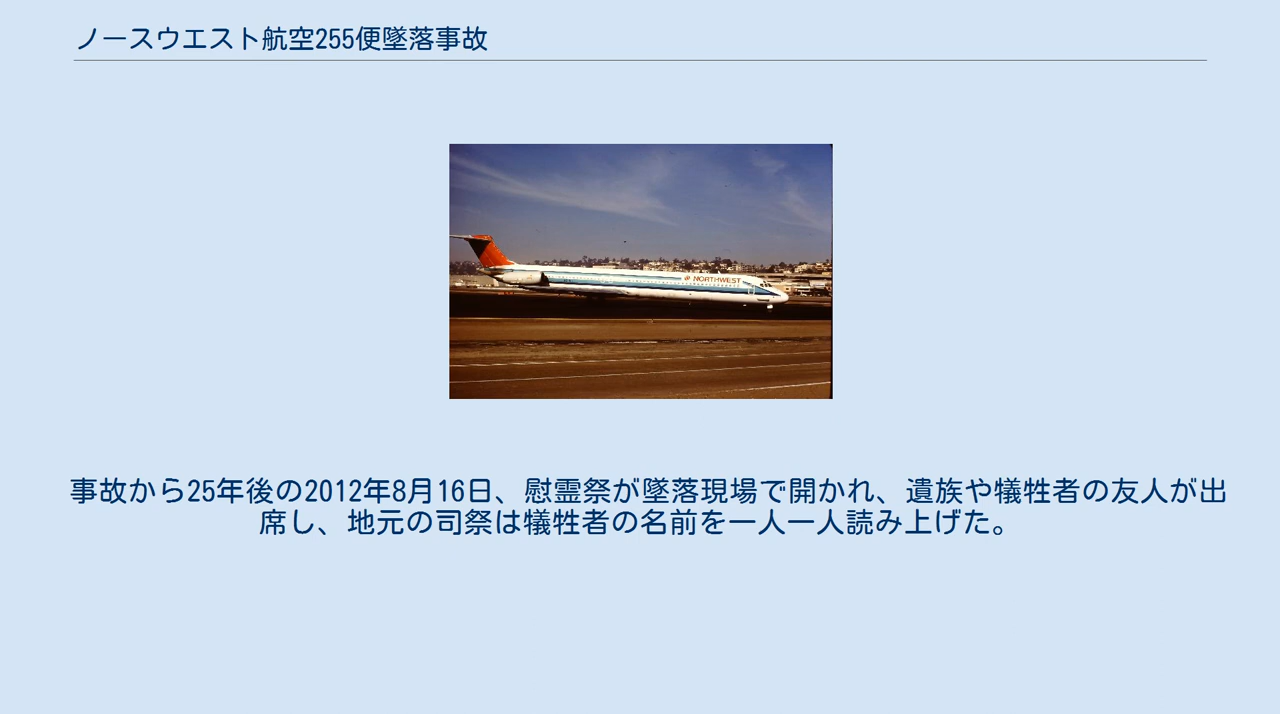 ノースウエスト航空255便墜落事故
NORTHWEST
事故から25年後の2012年8月16日、慰霊祭が墜落現場で開かれ、遺族や犠牲者の友人が出
席し、地元の司祭は犠牲者の名前を一人一人読み上げた。